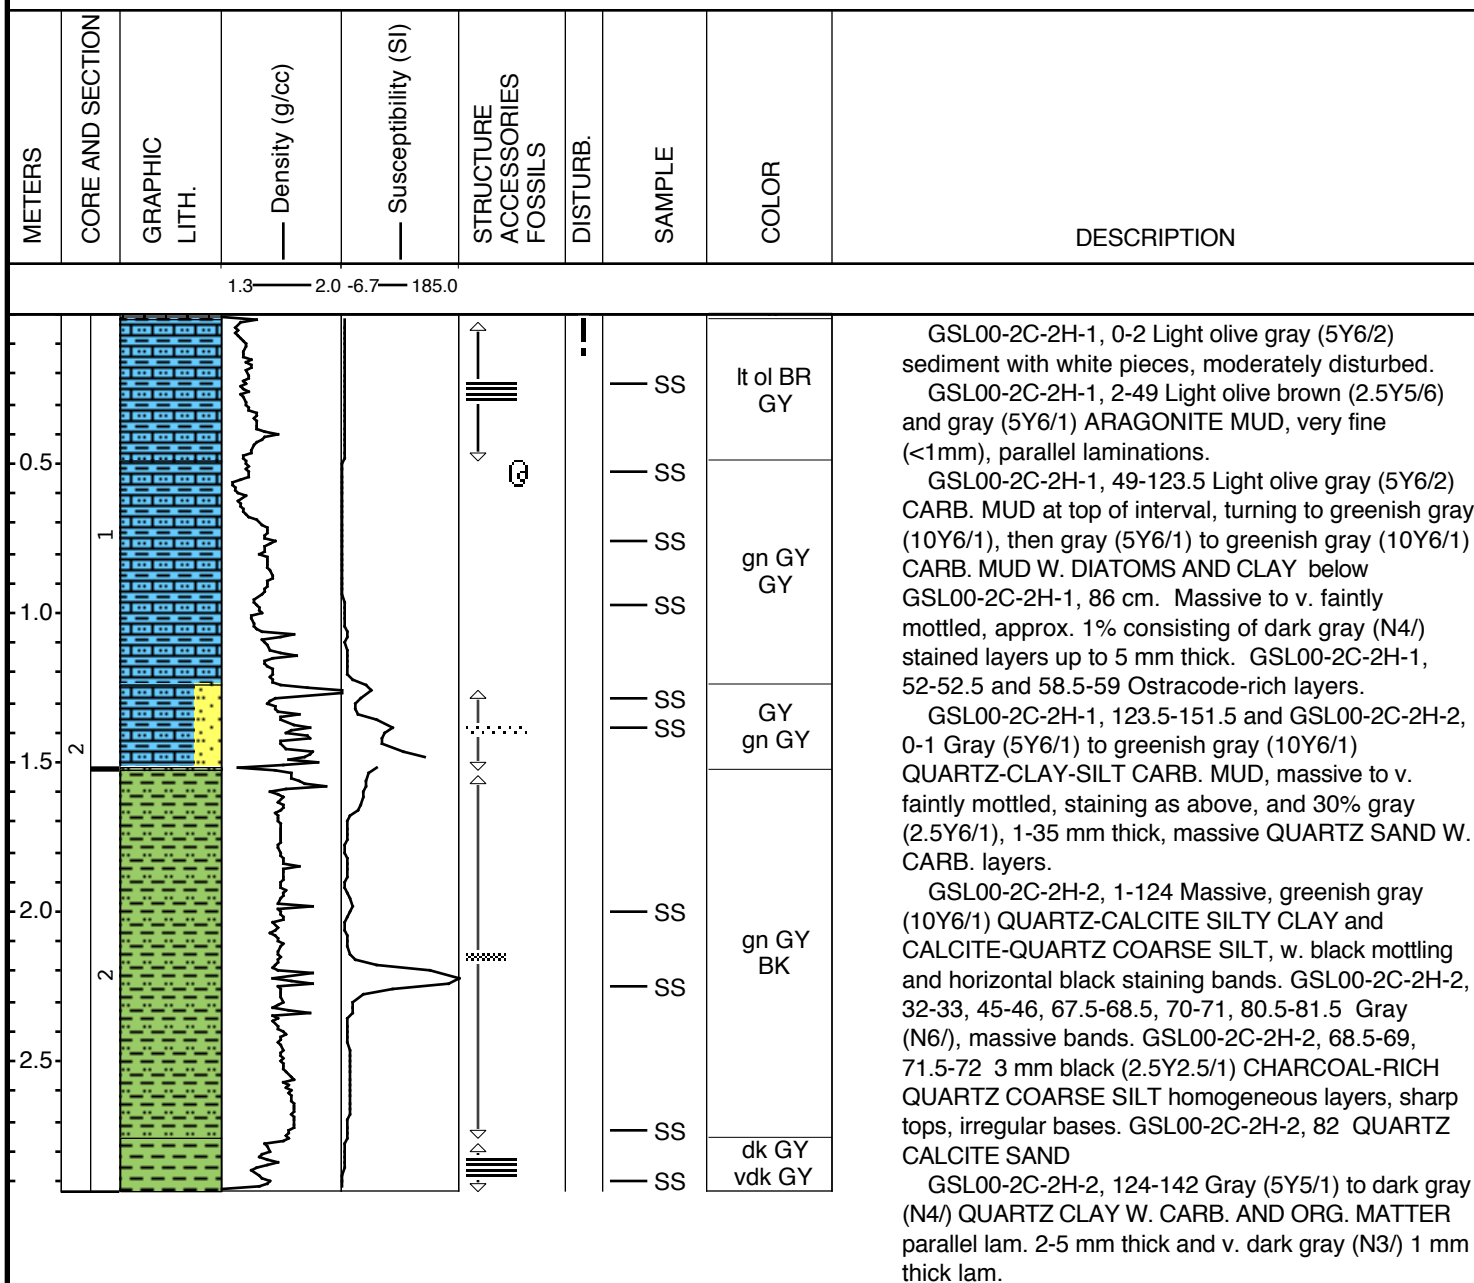 METERS
CORE AND SECTION
GRAPHIC
LITH.
Density (g/cc)
Susceptibility (SI)
STRUCTURE
ACCESSORIES
FOSSILS
DISTURB.
SAMPLE
COLOR
DESCRIPTION
1.3 2.0 -6.7 185.0
0.5
1.0
1.5
2.0
2.5
1
2
2
!
SS
SS
SS
SS
SS
SS
SS
SS
SS
SS
lt ol BR
GY
gn GY
GY
GY
gn GY
gn GY
BK
dk GY
vdk GY
GSL00-2C-2H-1, 0-2 Light olive gray (5Y6/2)
sediment with white pieces, moderately disturbed.
GSL00-2C-2H-1, 2-49 Light olive brown (2.5Y5/6)
and gray (5Y6/1) ARAGONITE MUD, very fine
(<1mm), parallel laminations.
GSL00-2C-2H-1, 49-123.5 Light olive gray (5Y6/2)
CARB. MUD at top of interval, turning to greenish gray
(10Y6/1), then gray (5Y6/1) to greenish gray (10Y6/1)
CARB. MUD W. DIATOMS AND CLAY below
GSL00-2C-2H-1, 86 cm. Massive to v. faintly
mottled, approx. 1% consisting of dark gray (N4/)
stained layers up to 5 mm thick. GSL00-2C-2H-1,
52-52.5 and 58.5-59 Ostracode-rich layers.
GSL00-2C-2H-1, 123.5-151.5 and GSL00-2C-2H-2,
0-1 Gray (5Y6/1) to greenish gray (10Y6/1)
QUARTZ-CLAY-SILT CARB. MUD, massive to v.
faintly mottled, staining as above, and 30% gray
(2.5Y6/1), 1-35 mm thick, massive QUARTZ SAND W.
CARB. layers.
GSL00-2C-2H-2, 1-124 Massive, greenish gray
(10Y6/1) QUARTZ-CALCITE SILTY CLAY and
CALCITE-QUARTZ COARSE SILT, w. black mottling
and horizontal black staining bands. GSL00-2C-2H-2,
32-33, 45-46, 67.5-68.5, 70-71, 80.5-81.5 Gray
(N6/), massive bands. GSL00-2C-2H-2, 68.5-69,
71.5-72 3 mm black (2.5Y2.5/1) CHARCOAL-RICH
QUARTZ COARSE SILT homogeneous layers, sharp
tops, irregular bases. GSL00-2C-2H-2, 82 QUARTZ
CALCITE SAND
GSL00-2C-2H-2, 124-142 Gray (5Y5/1) to dark gray
(N4/) QUARTZ CLAY W. CARB. AND ORG. MATTER
parallel lam. 2-5 mm thick and v. dark gray (N3/) 1 mm
thick lam.